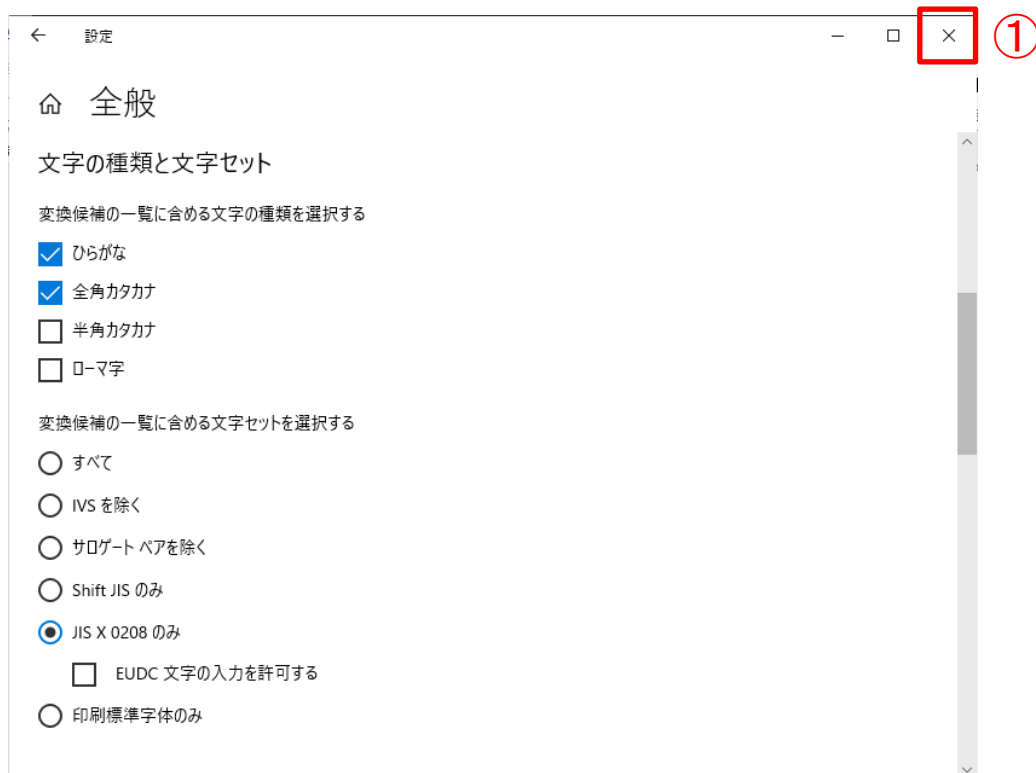 設定
①
全般
文字の種類と文字セット
変換候補の一覧に含める文字の種類を選択する
ひらがな
全角カタカナ
半角カタカナ
ローマ字
変換候補の一覧に含める文字セットを選択する
すべて
IVS を除く
サロゲート ペアを除く
Shift JIS のみ
JIS X 0208 のみ
EUDC 文字の入力を許可する
印刷標準字体のみ